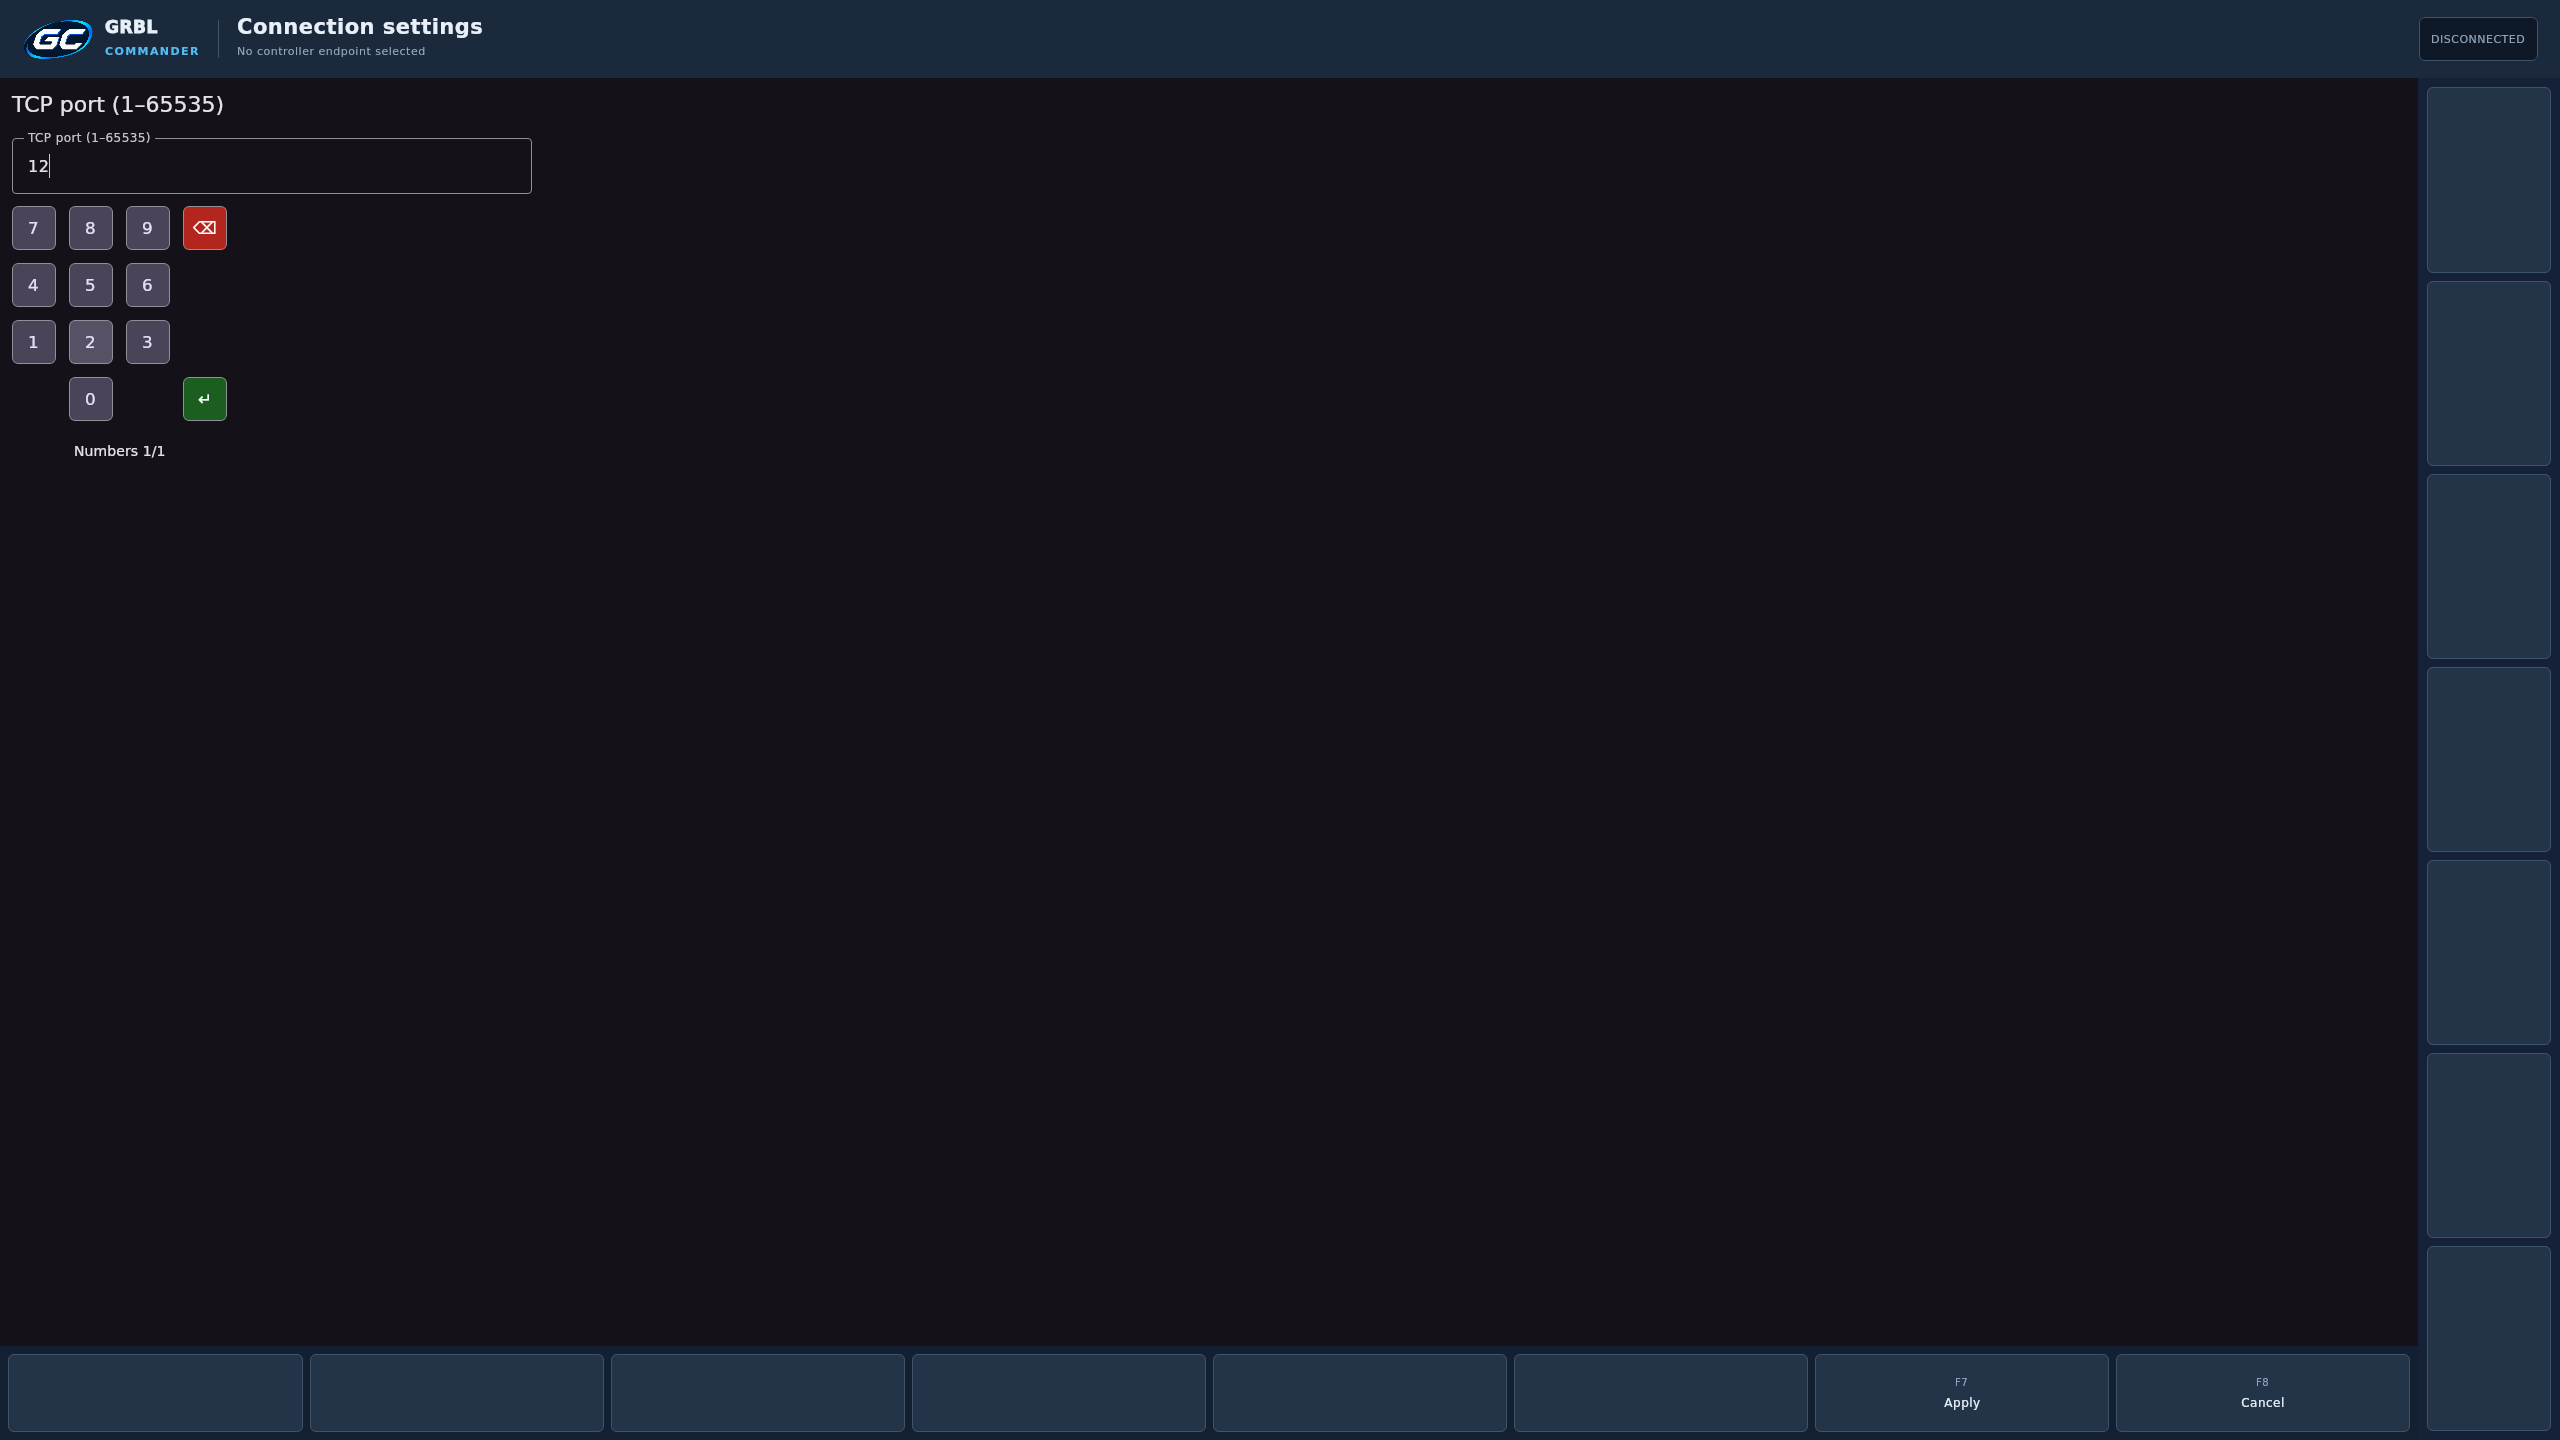 GC
GRBL
COMMANDER
Connection settings
No controller endpoint selected
DISCONNECTED
TCP port (1–65535)
TCP port (1–65535)
12
7 8 9 ⌫
4 5 6
1 2 3
0 ↵
Numbers 1/1
F7
Apply
F8
Cancel